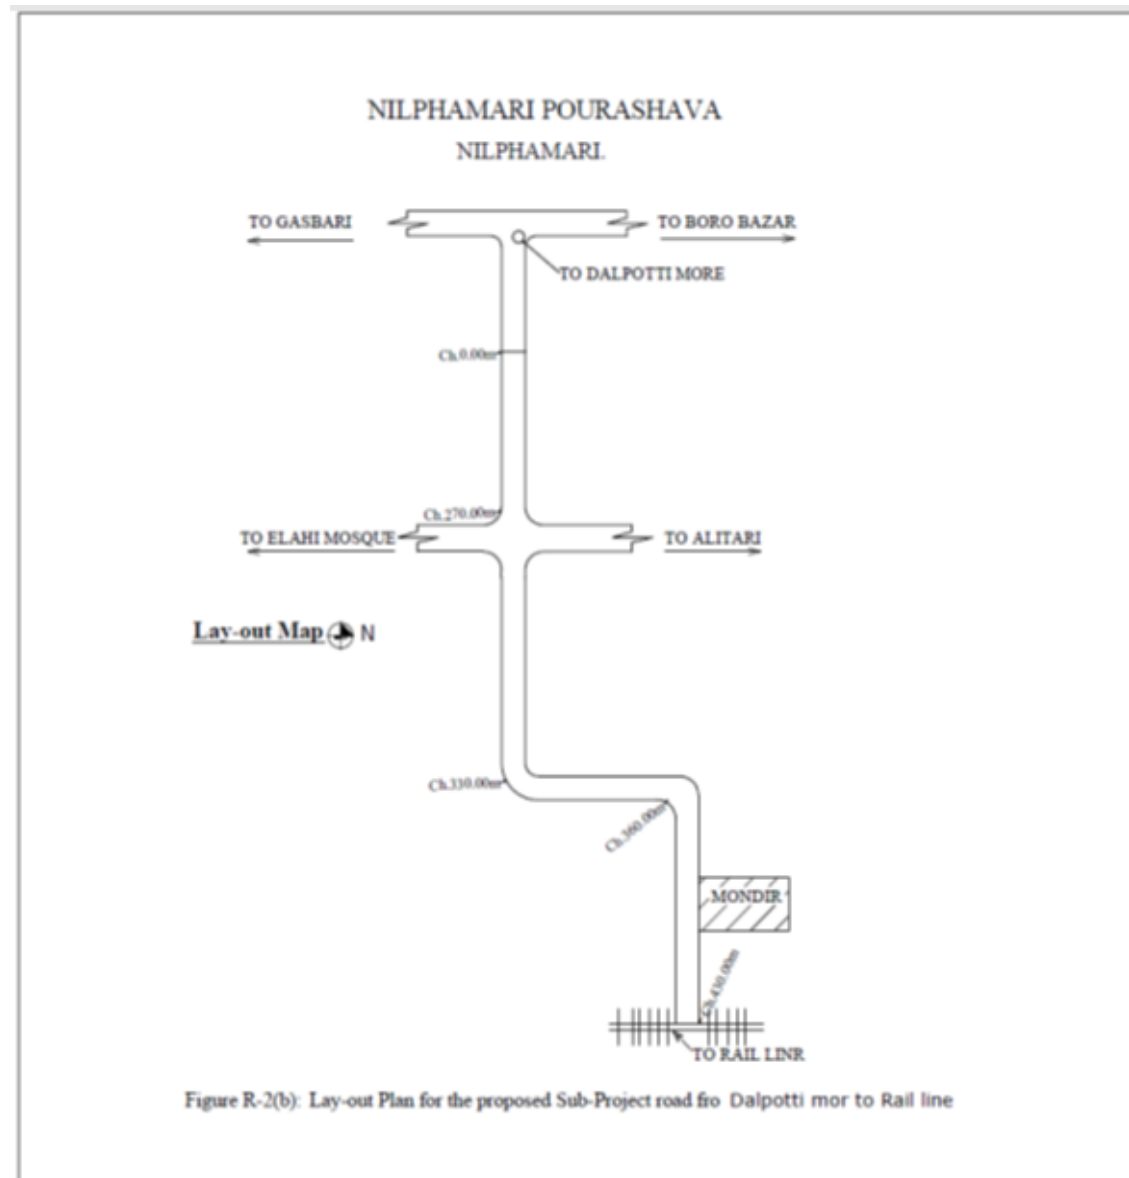 NILPHAMARI POURASHAVA
NILPHAMARI.
TO GASBARI
TO BORO BAZAR
TO DALPOTTI MORE
Ch.0.00m
Ch.270.00m
TO ELAHI MOSQUE
TO ALITARI
Lay-out Map N
Ch.330.00m
Ch.360.00m
MONDIR
Ch.430.00m
TO RAIL LINR
Figure R-2(b): Lay-out Plan for the proposed Sub-Project road fro Dalpotti mor to Rail line